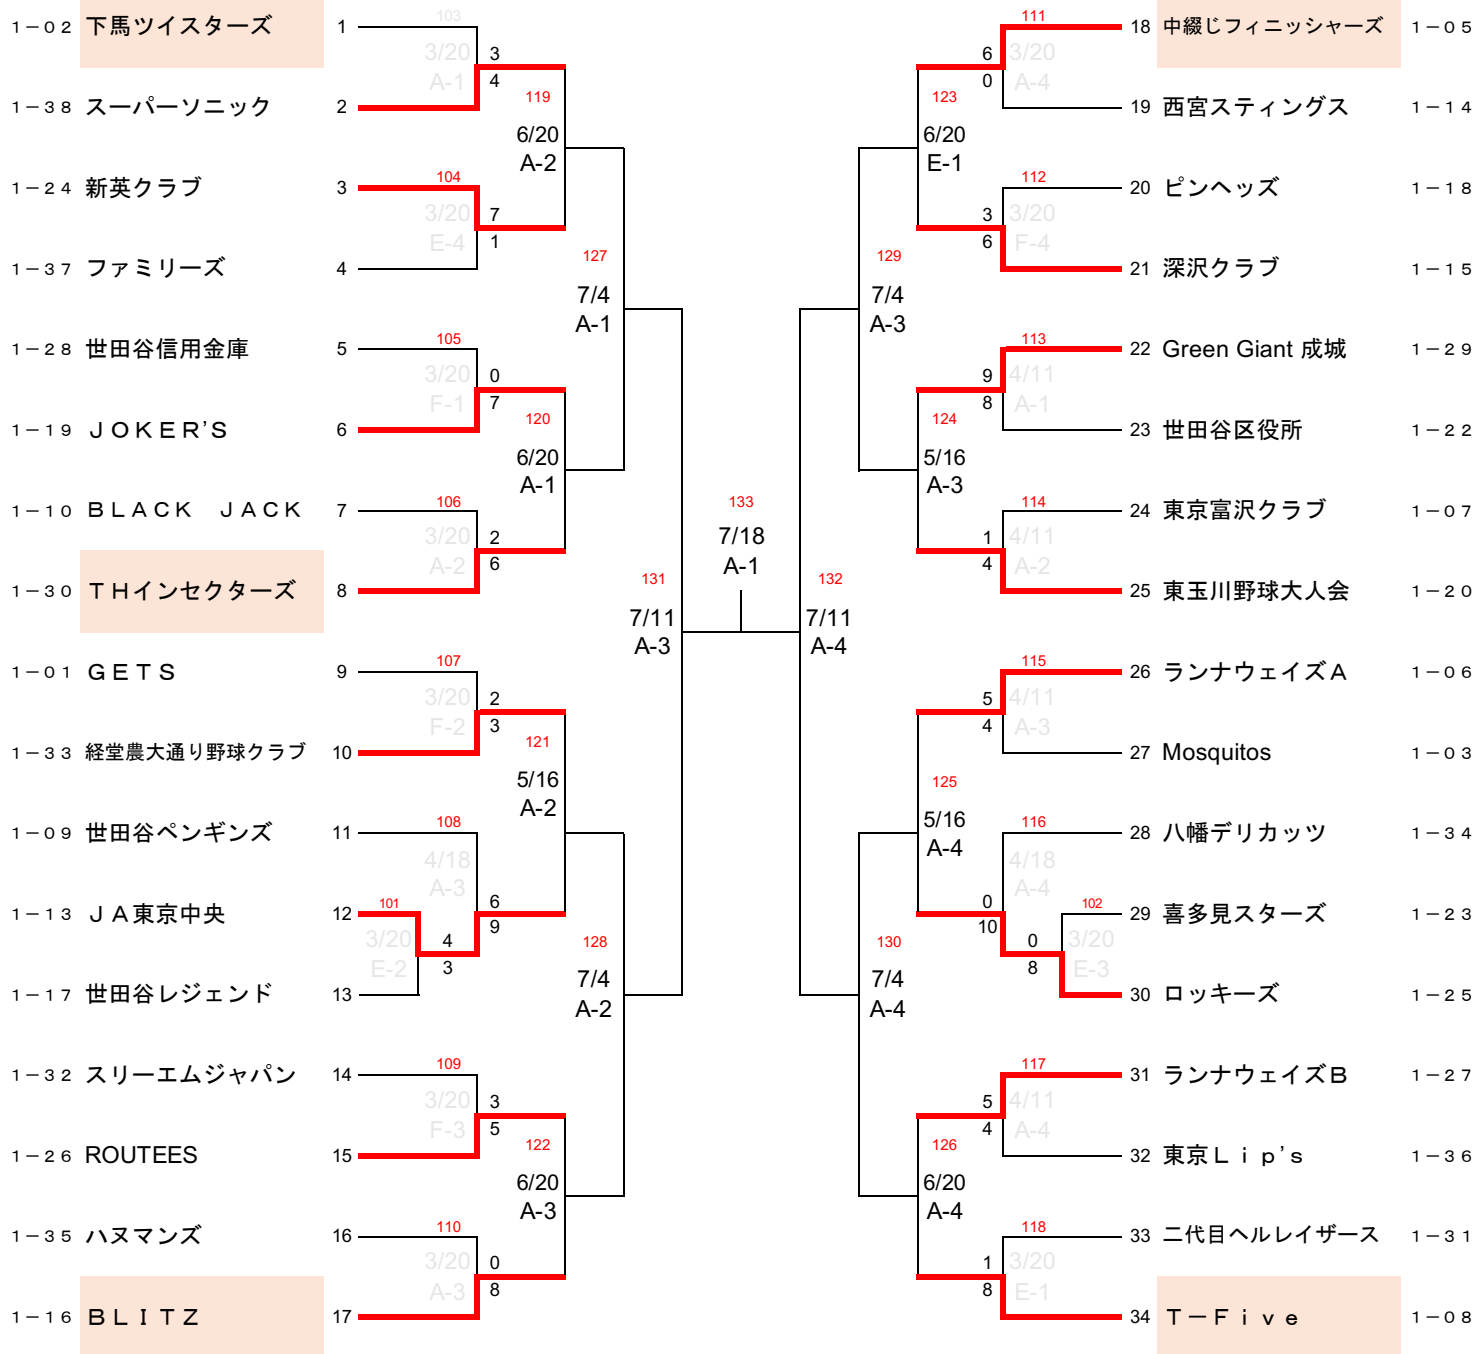 1－02 下馬ツイスターズ 1
103
3/20
A-1
3
4
1－38 スーパーソニック 2
119
6/20
A-2
1－24 新英クラブ 3
104
3/20
E-4
7
1
1－37 ファミリーズ 4
127
7/4
A-1
1－28 世田谷信用金庫 5
105
3/20
F-1
0
7
1－19 ＪＯＫＥＲ’Ｓ 6
120
6/20
A-1
1－10 ＢＬＡＣＫ　ＪＡＣＫ 7
106
3/20
A-2
2
6
1－30 ＴＨインセクターズ 8
131
7/11
A-3
1－01 ＧＥＴＳ 9
107
3/20
F-2
2
3
1－33 経堂農大通り野球クラブ 10
121
5/16
A-2
1－09 世田谷ペンギンズ 11
108
4/18
A-3
6
9
1－13 ＪＡ東京中央 12
101
3/20
E-2
4
3
1－17 世田谷レジェンド 13
128
7/4
A-2
1－32 スリーエムジャパン 14
109
3/20
F-3
3
5
1－26 ROUTEES 15
122
6/20
A-3
1－35 ハヌマンズ 16
110
3/20
A-3
0
8
1－16 ＢＬＩＴＺ 17
133
7/18
A-1
111
18 中綴じフィニッシャーズ 1－05
6
0
3/20
A-4
123
6/20
E-1
19 西宮スティングス 1－14
112
20 ピンヘッズ 1－18
3
6
3/20
F-4
129
7/4
A-3
21 深沢クラブ 1－15
113
22 Green Giant 成城 1－29
9
8
4/11
A-1
124
5/16
A-3
23 世田谷区役所 1－22
114
24 東京富沢クラブ 1－07
1
4
4/11
A-2
132
7/11
A-4
25 東玉川野球大人会 1－20
115
26 ランナウェイズＡ 1－06
5
4
4/11
A-3
27 Mosquitos 1－03
125
5/16
A-4
116
28 八幡デリカッツ 1－34
4/18
A-4
0
10
102
29 喜多見スターズ 1－23
0
8
3/20
E-3
130
7/4
A-4
30 ロッキーズ 1－25
117
31 ランナウェイズＢ 1－27
5
4
4/11
A-4
126
6/20
A-4
32 東京Ｌｉｐ’ｓ 1－36
118
33 二代目ヘルレイザース 1－31
1
8
3/20
E-1
34 Ｔ－Ｆｉｖｅ 1－08